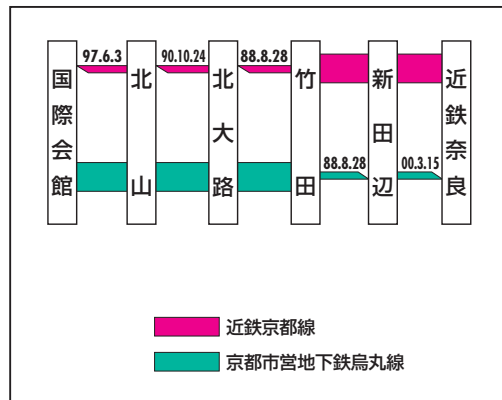 97.6.3
90.10.24
88.8.28
国際会館
北山
北大路
竹田
新田辺
近鉄奈良
88.8.28
00.3.15
近鉄京都線
京都市営地下鉄烏丸線